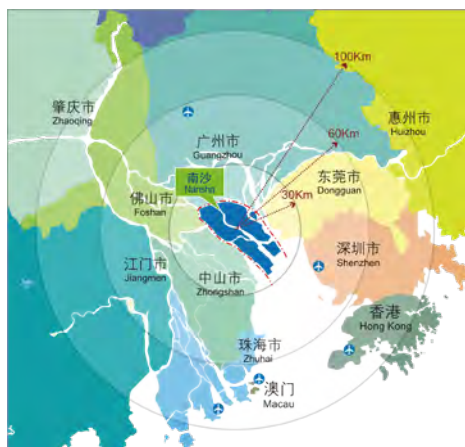 100Km
肇庆市
Zhaoqing
惠州市
Huizhou
广州市
Guangzhou
60Km
南沙
Nansha
东莞市
Dongguan
佛山市
Foshan
30Km
深圳市
Shenzhen
江门市
Jiangmen
中山市
Zhongshan
香港
Hong Kong
珠海市
Zhuhai
澳门
Macau